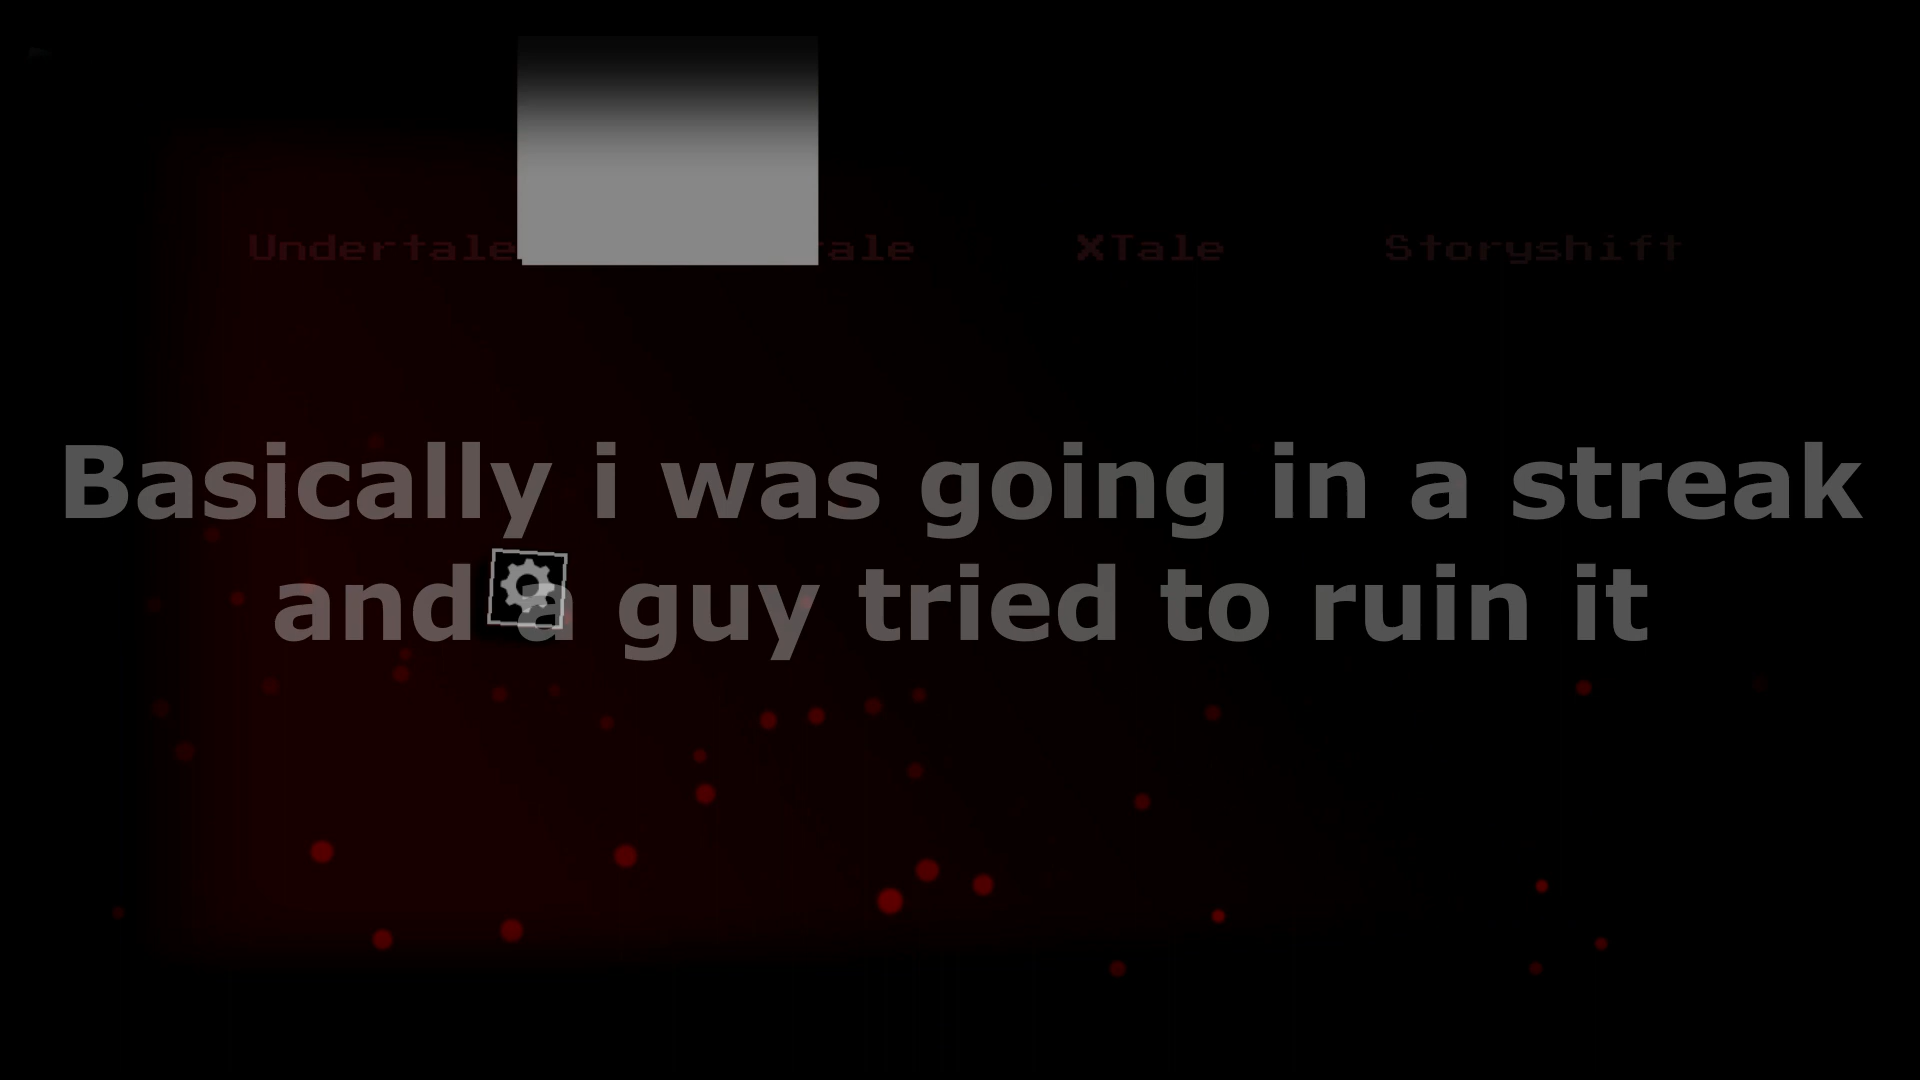 Undertale ale XTale Storyshift
Basically i was going in a streak
and a guy tried to ruin it